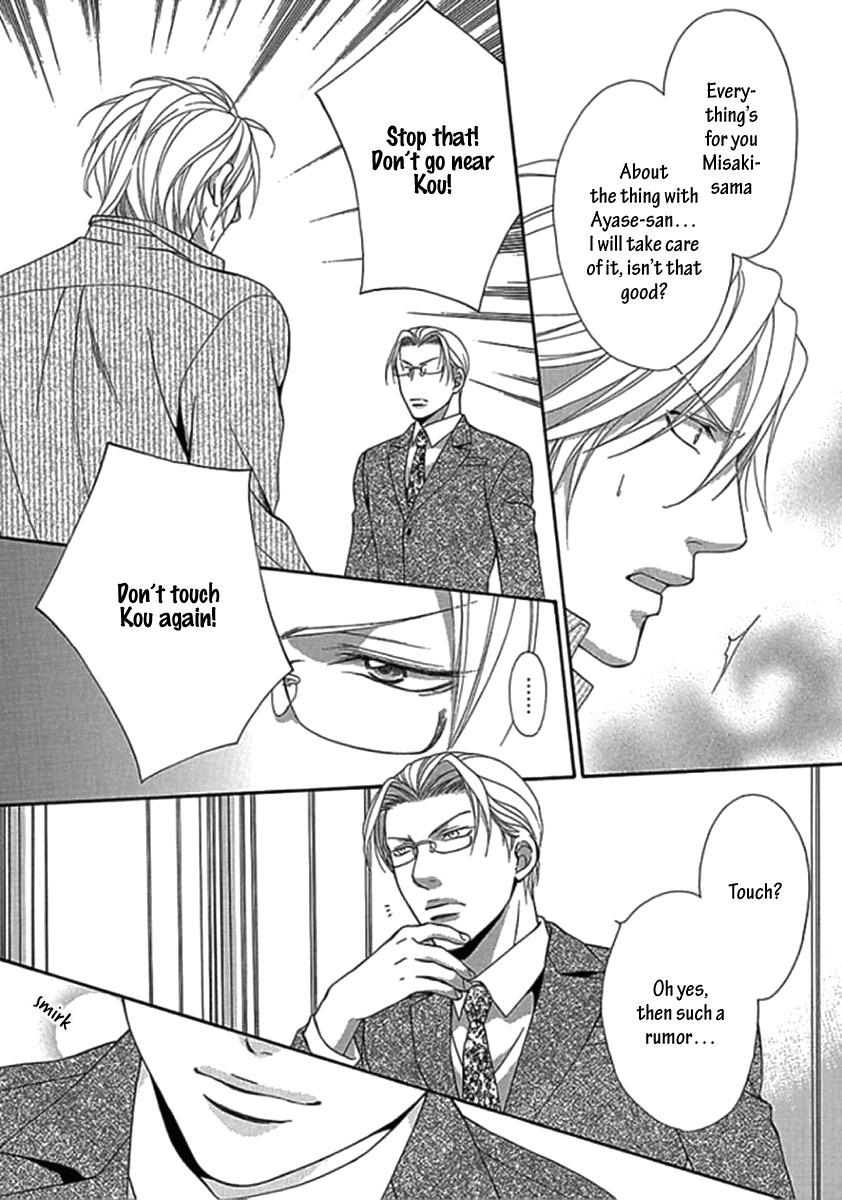 Every-
thing's
for you
Misaki-
sama
About
the thing with
Ayase-san...
I will take care
of it, isn't that
good?
Stop that!
Don't go near
Kou!
Don't touch
Kou again!
......
Touch?
Oh yes,
then such a
rumor...
smirk